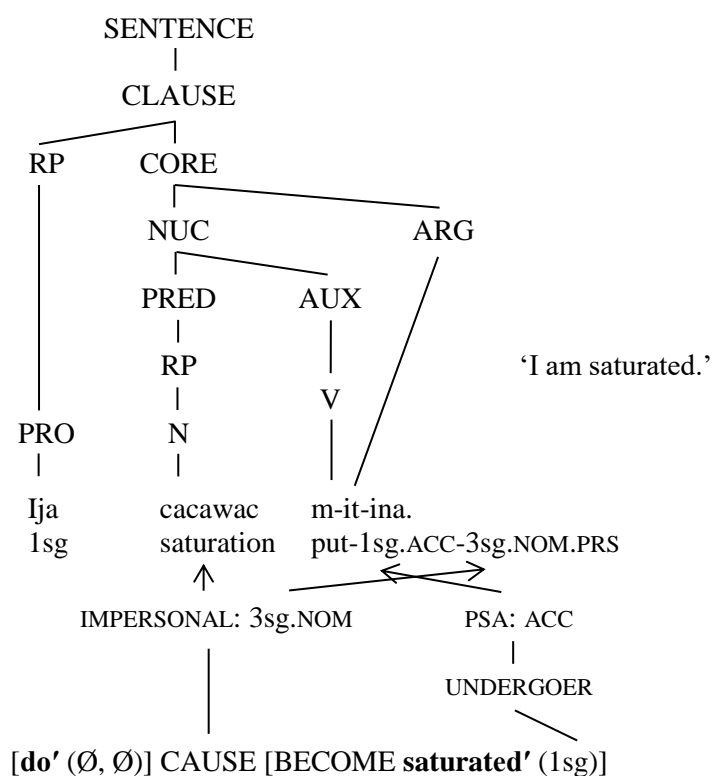 SENTENCE
CLAUSE
RP CORE
NUC ARG
PRED AUX
RP ‘I am saturated.’
V
PRO N
Ija cacawac m-it-ina.
1sg saturation put-1sg.ACC-3sg.NOM.PRS
IMPERSONAL: 3sg.NOM PSA: ACC
UNDERGOER
[do′ (Ø, Ø)] CAUSE [BECOME saturated′ (1sg)]